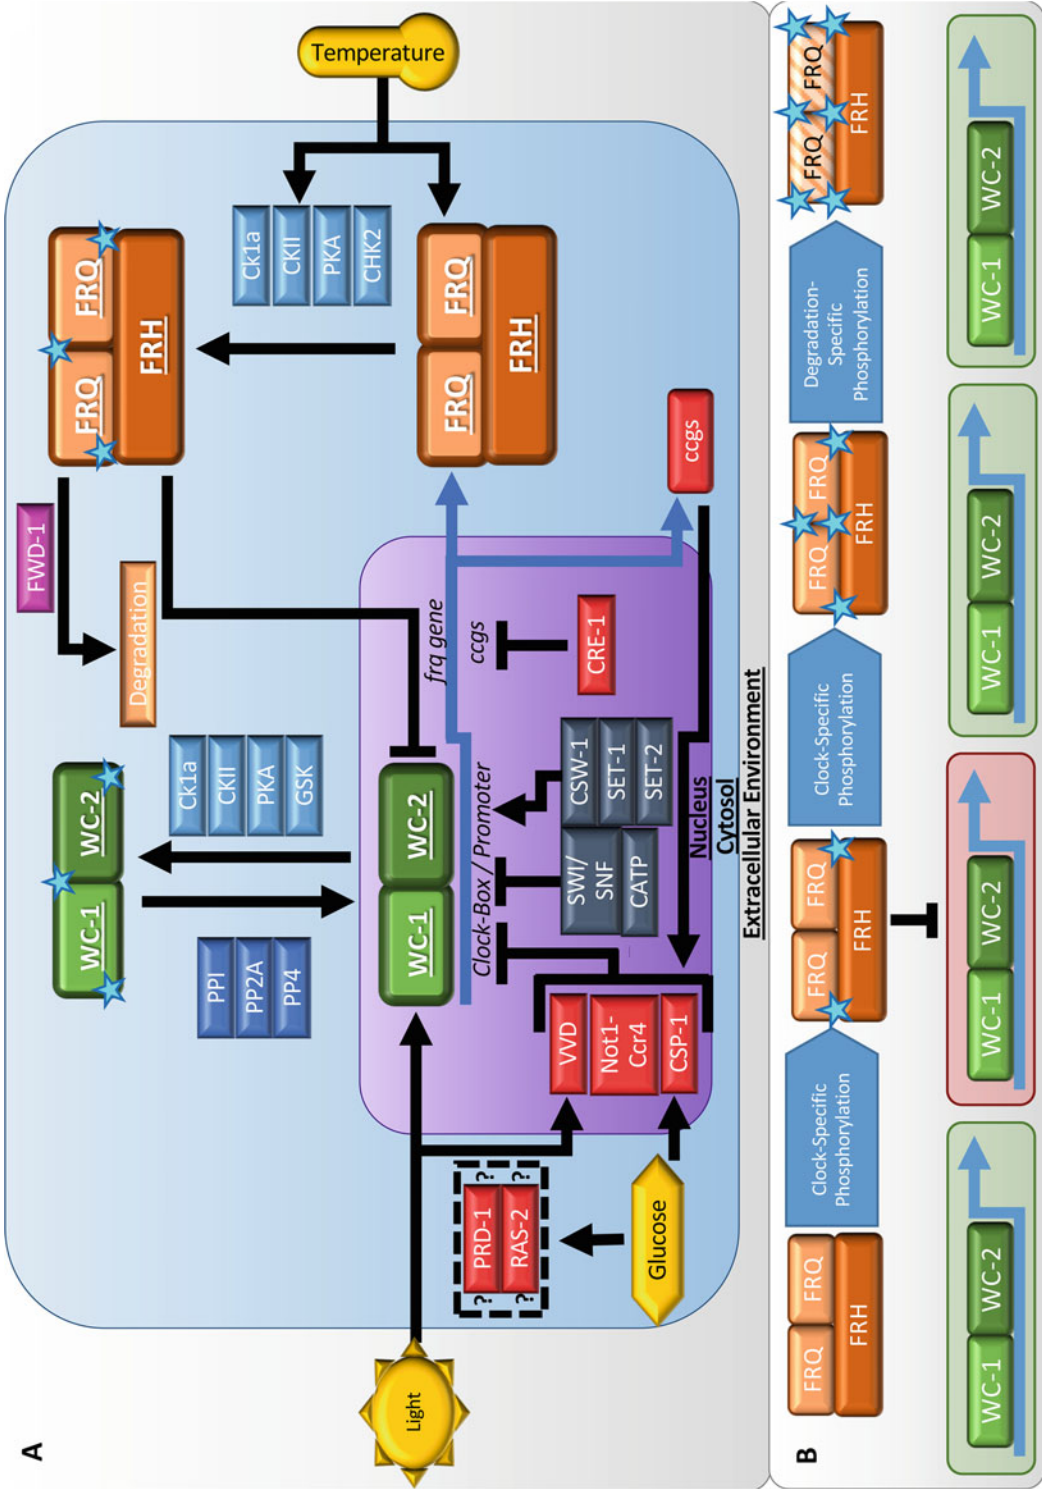 A
Light
Temperature
FWD-1
Degradation
WC-1
WC-2
FRQ
FRQ
FRH
PPI
PP2A
PP4
Ck1a
CKII
PKA
GSK
Ck1a
CKII
PKA
CHK2
WC-1
WC-2
FRQ
FRQ
FRH
frq gene
Clock-Box / Promoter
ccgs
PRD-1
RAS-2
?
?
?
?
Glucose
VVD
Not1-
Ccr4
CSP-1
SWI/
SNF
CATP
CSW-1
SET-1
SET-2
CRE-1
ccgs
Nucleus
Cytosol
Extracellular Environment
B
FRQ
FRQ
FRH
Clock-Specific
Phosphorylation
FRQ
FRQ
FRH
Clock-Specific
Phosphorylation
FRQ
FRQ
FRH
Degradation-
Specific
Phosphorylation
FRQ
FRQ
FRH
WC-1
WC-2
WC-1
WC-2
WC-1
WC-2
WC-1
WC-2